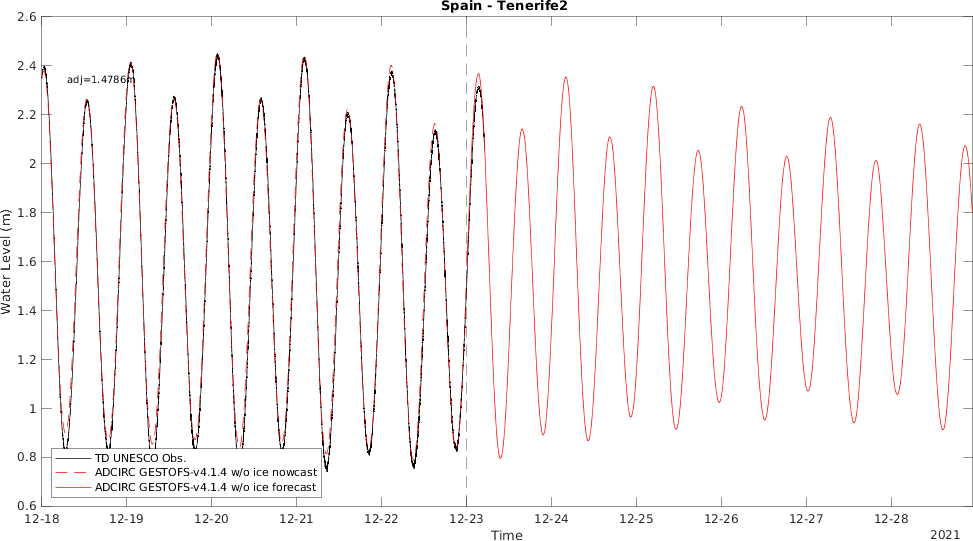 Spain - Tenerife2
2.6
2.4
2.2
2
1.8
1.6
1.4
1.2
1
0.8
0.6
Water Level (m)
adj=1.4786m
TD UNESCO Obs.
ADCIRC GESTOFS-v4.1.4 w/o ice nowcast
ADCIRC GESTOFS-v4.1.4 w/o ice forecast
12-18 12-19 12-20 12-21 12-22 12-23 12-24 12-25 12-26 12-27 12-28
Time
2021